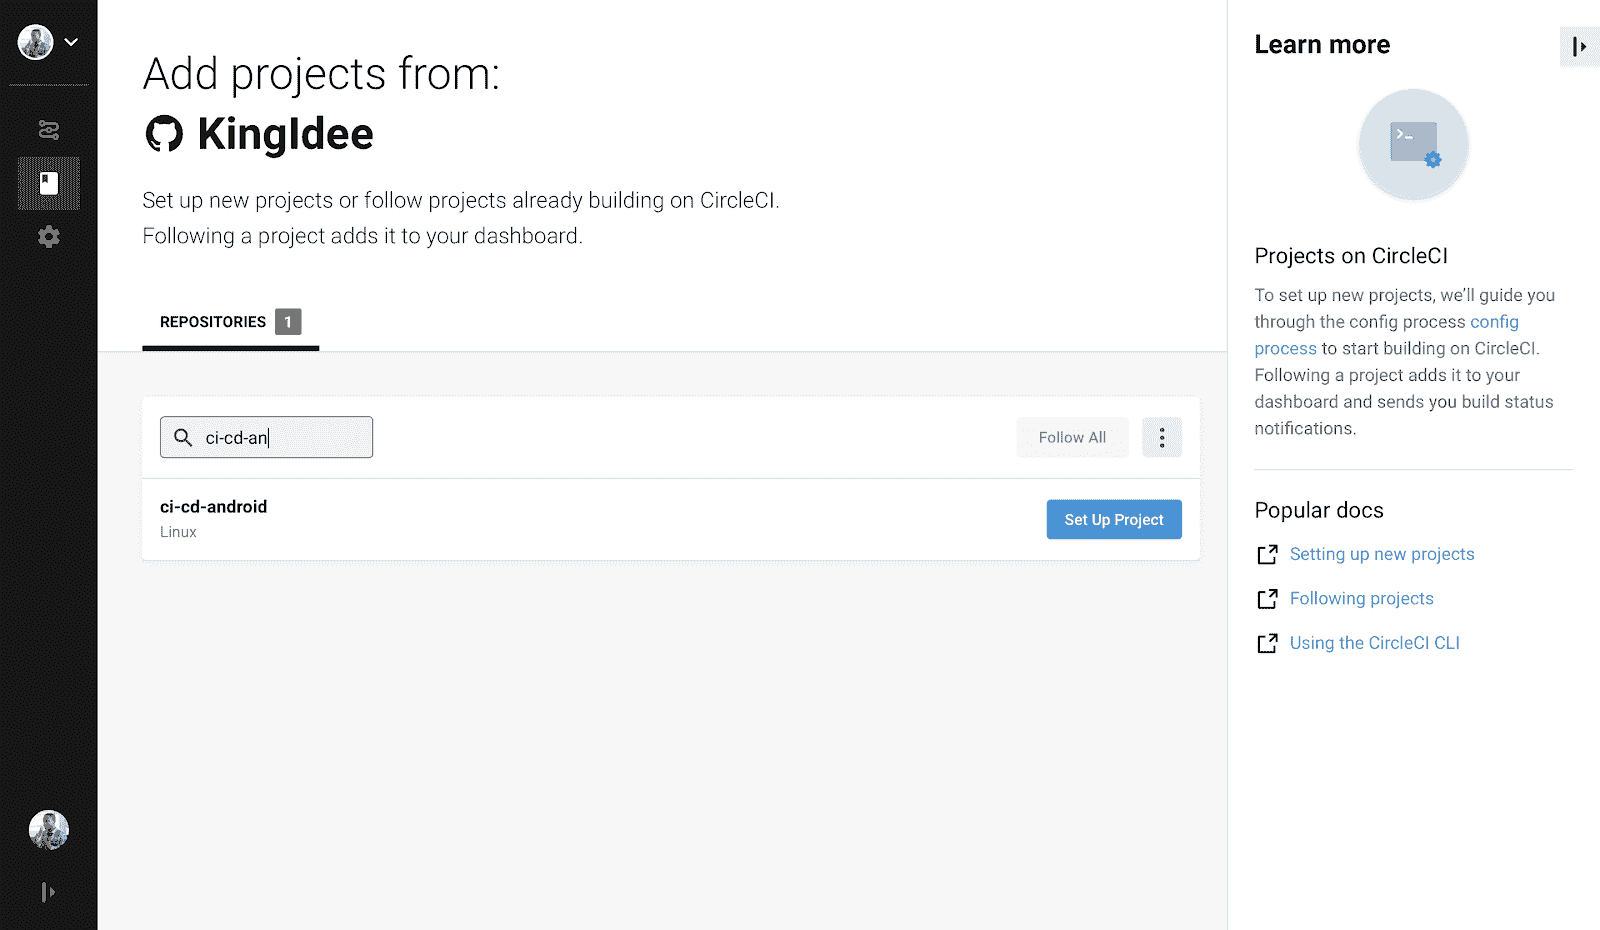 Add projects from:
KingIdee
Set up new projects or follow projects already building on CircleCI.
Following a project adds it to your dashboard.
REPOSITORIES 1
ci-cd-an
Follow All
ci-cd-android
Linux
Set Up Project
Learn more
>_
Projects on CircleCI
To set up new projects, we'll guide you
through the config process config
process to start building on CircleCI.
Following a project adds it to your
dashboard and sends you build status
notifications.
Popular docs
Setting up new projects
Following projects
Using the CircleCI CLI